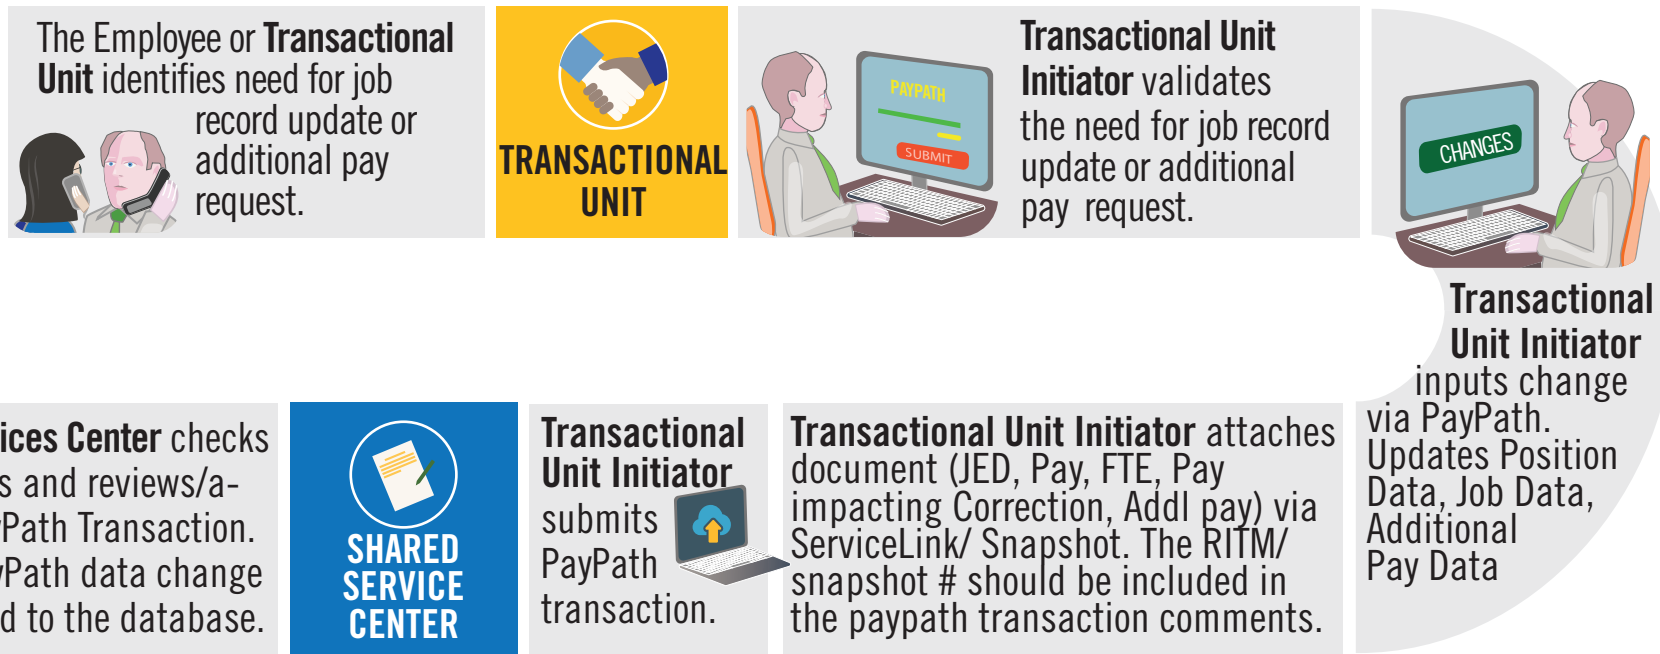 The Employee or Transactional
Unit identifies need for job
record update or
additional pay
request.
TRANSACTIONAL
UNIT
PAYPATH
SUBMIT
Transactional Unit
Initiator validates
the need for job record
update or additional
pay request.
CHANGES
Transactional
Unit Initiator
inputs change
via PayPath.
Updates Position
Data, Job Data,
Additional
Pay Data
Transactional Unit Initiator attaches
document (JED, Pay, FTE, Pay
impacting Correction, Addl pay) via
ServiceLink/ Snapshot. The RITM/
snapshot # should be included in
the paypath transaction comments.
Transactional
Unit Initiator
submits
PayPath
transaction.
SHARED
SERVICE
CENTER
ices Center checks
s and reviews/a-
yPath Transaction.
yPath data change
d to the database.